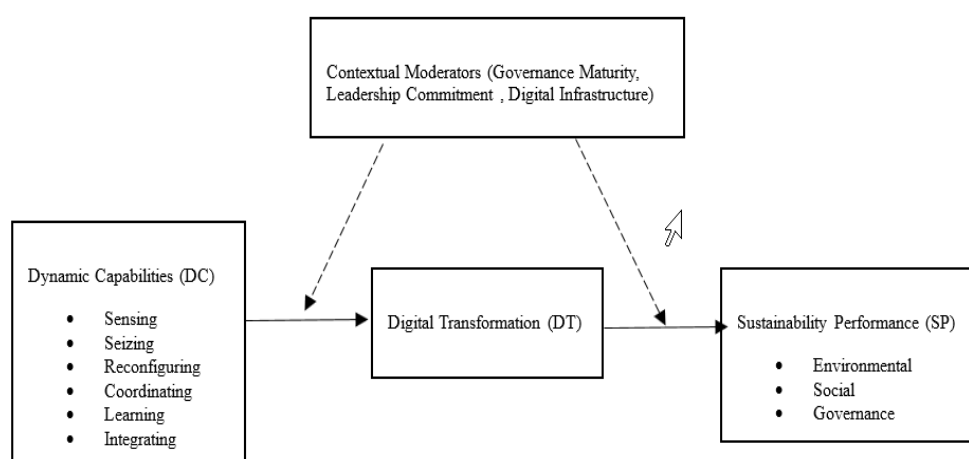 Contextual Moderators (Governance Maturity,
Leadership Commitment , Digital Infrastructure)
Dynamic Capabilities (DC)
• Sensing
• Seizing
• Reconfiguring
• Coordinating
• Learning
• Integrating
Digital Transformation (DT)
Sustainability Performance (SP)
• Environmental
• Social
• Governance